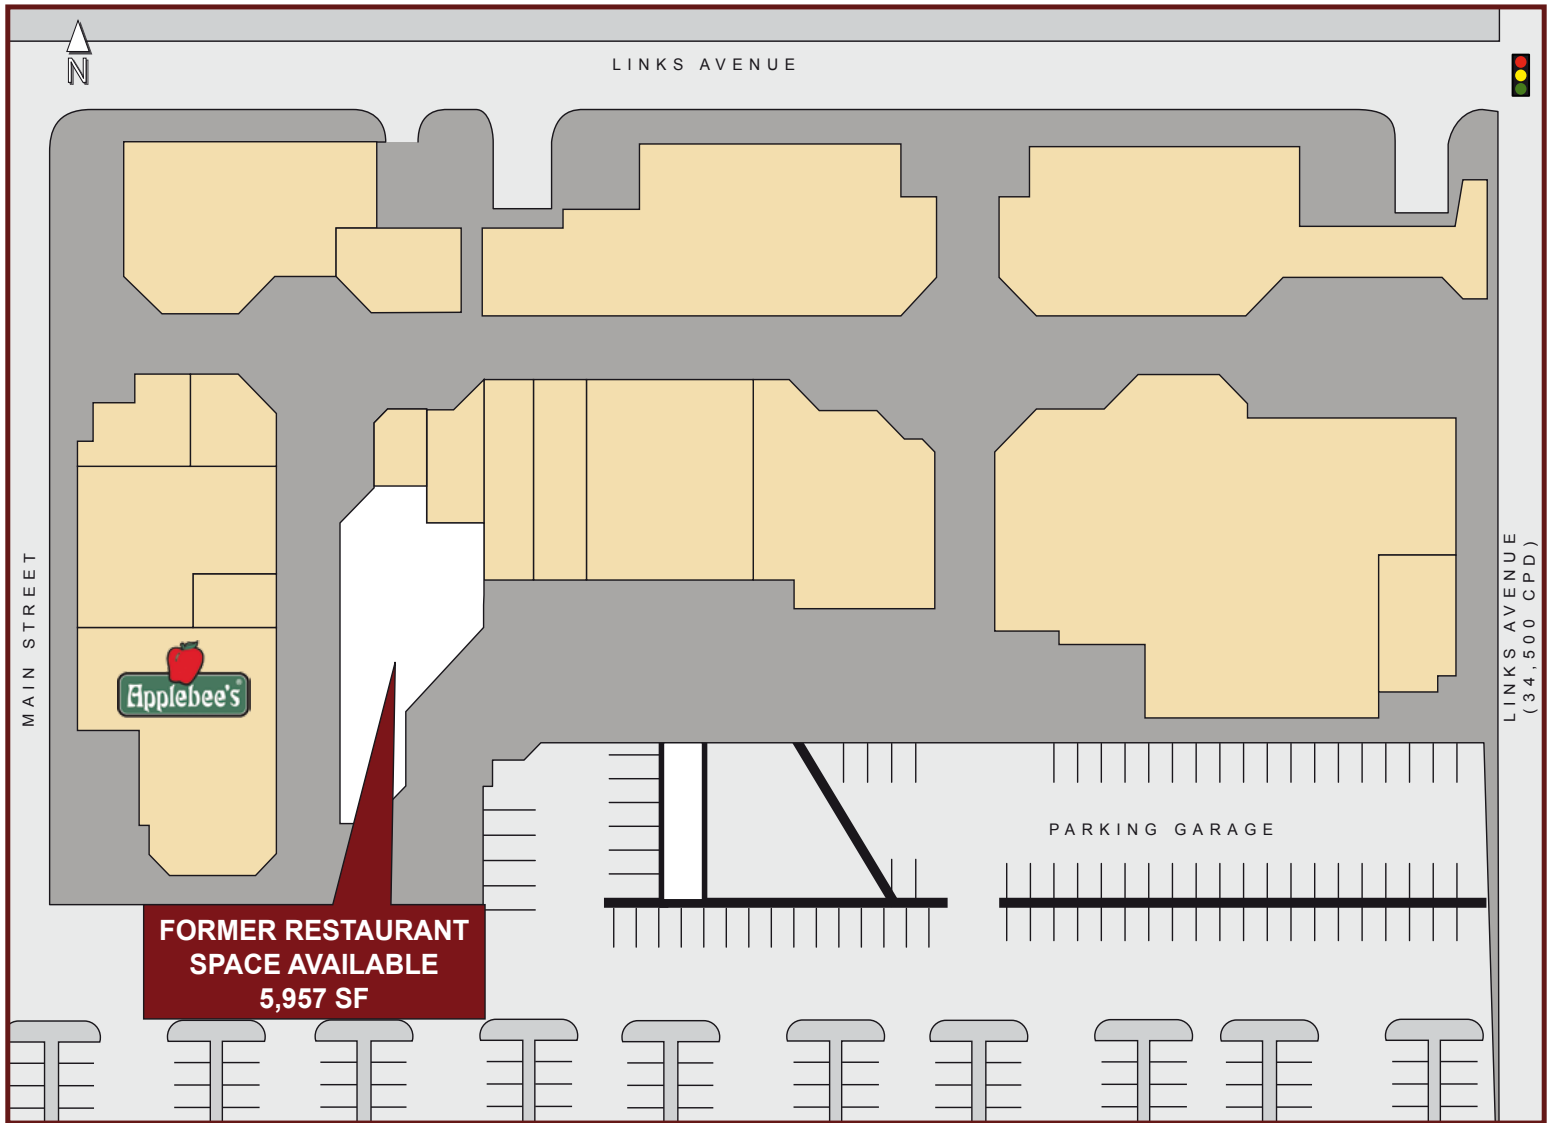 N
LINKS AVENUE
MAIN STREET
Applebee's
LINKS AVENUE
(34,500 CPD)
PARKING GARAGE
FORMER RESTAURANT
SPACE AVAILABLE
5,957 SF